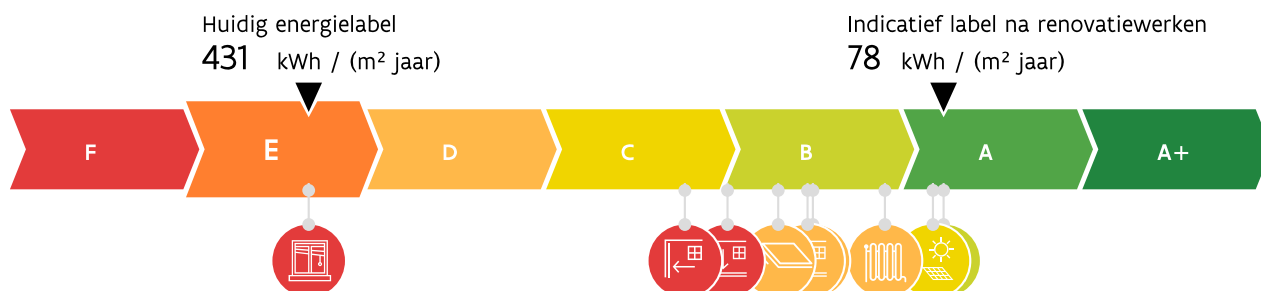 Huidig energielabel
431 kWh / (m² jaar)
Indicatief label na renovatiewerken
78 kWh / (m² jaar)
F E D C B A A+